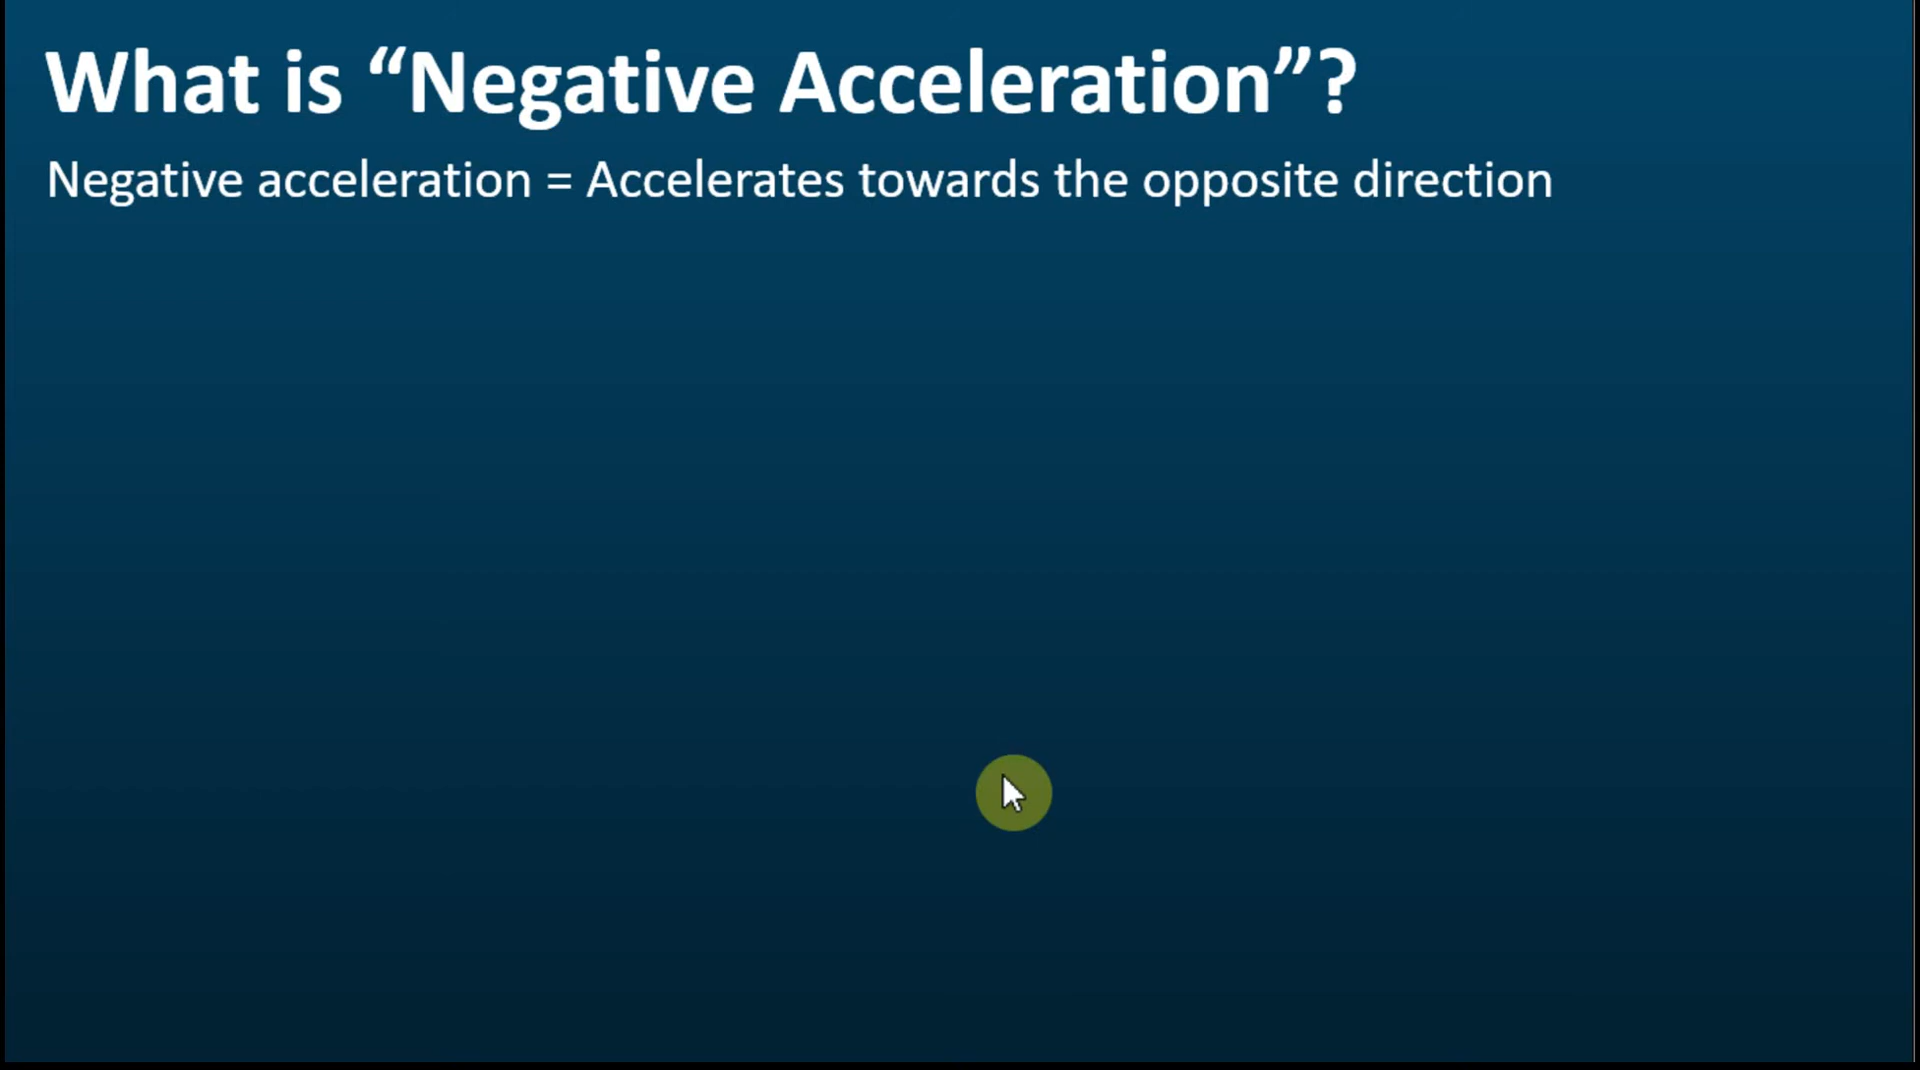 What is “Negative Acceleration”?
Negative acceleration = Accelerates towards the opposite direction